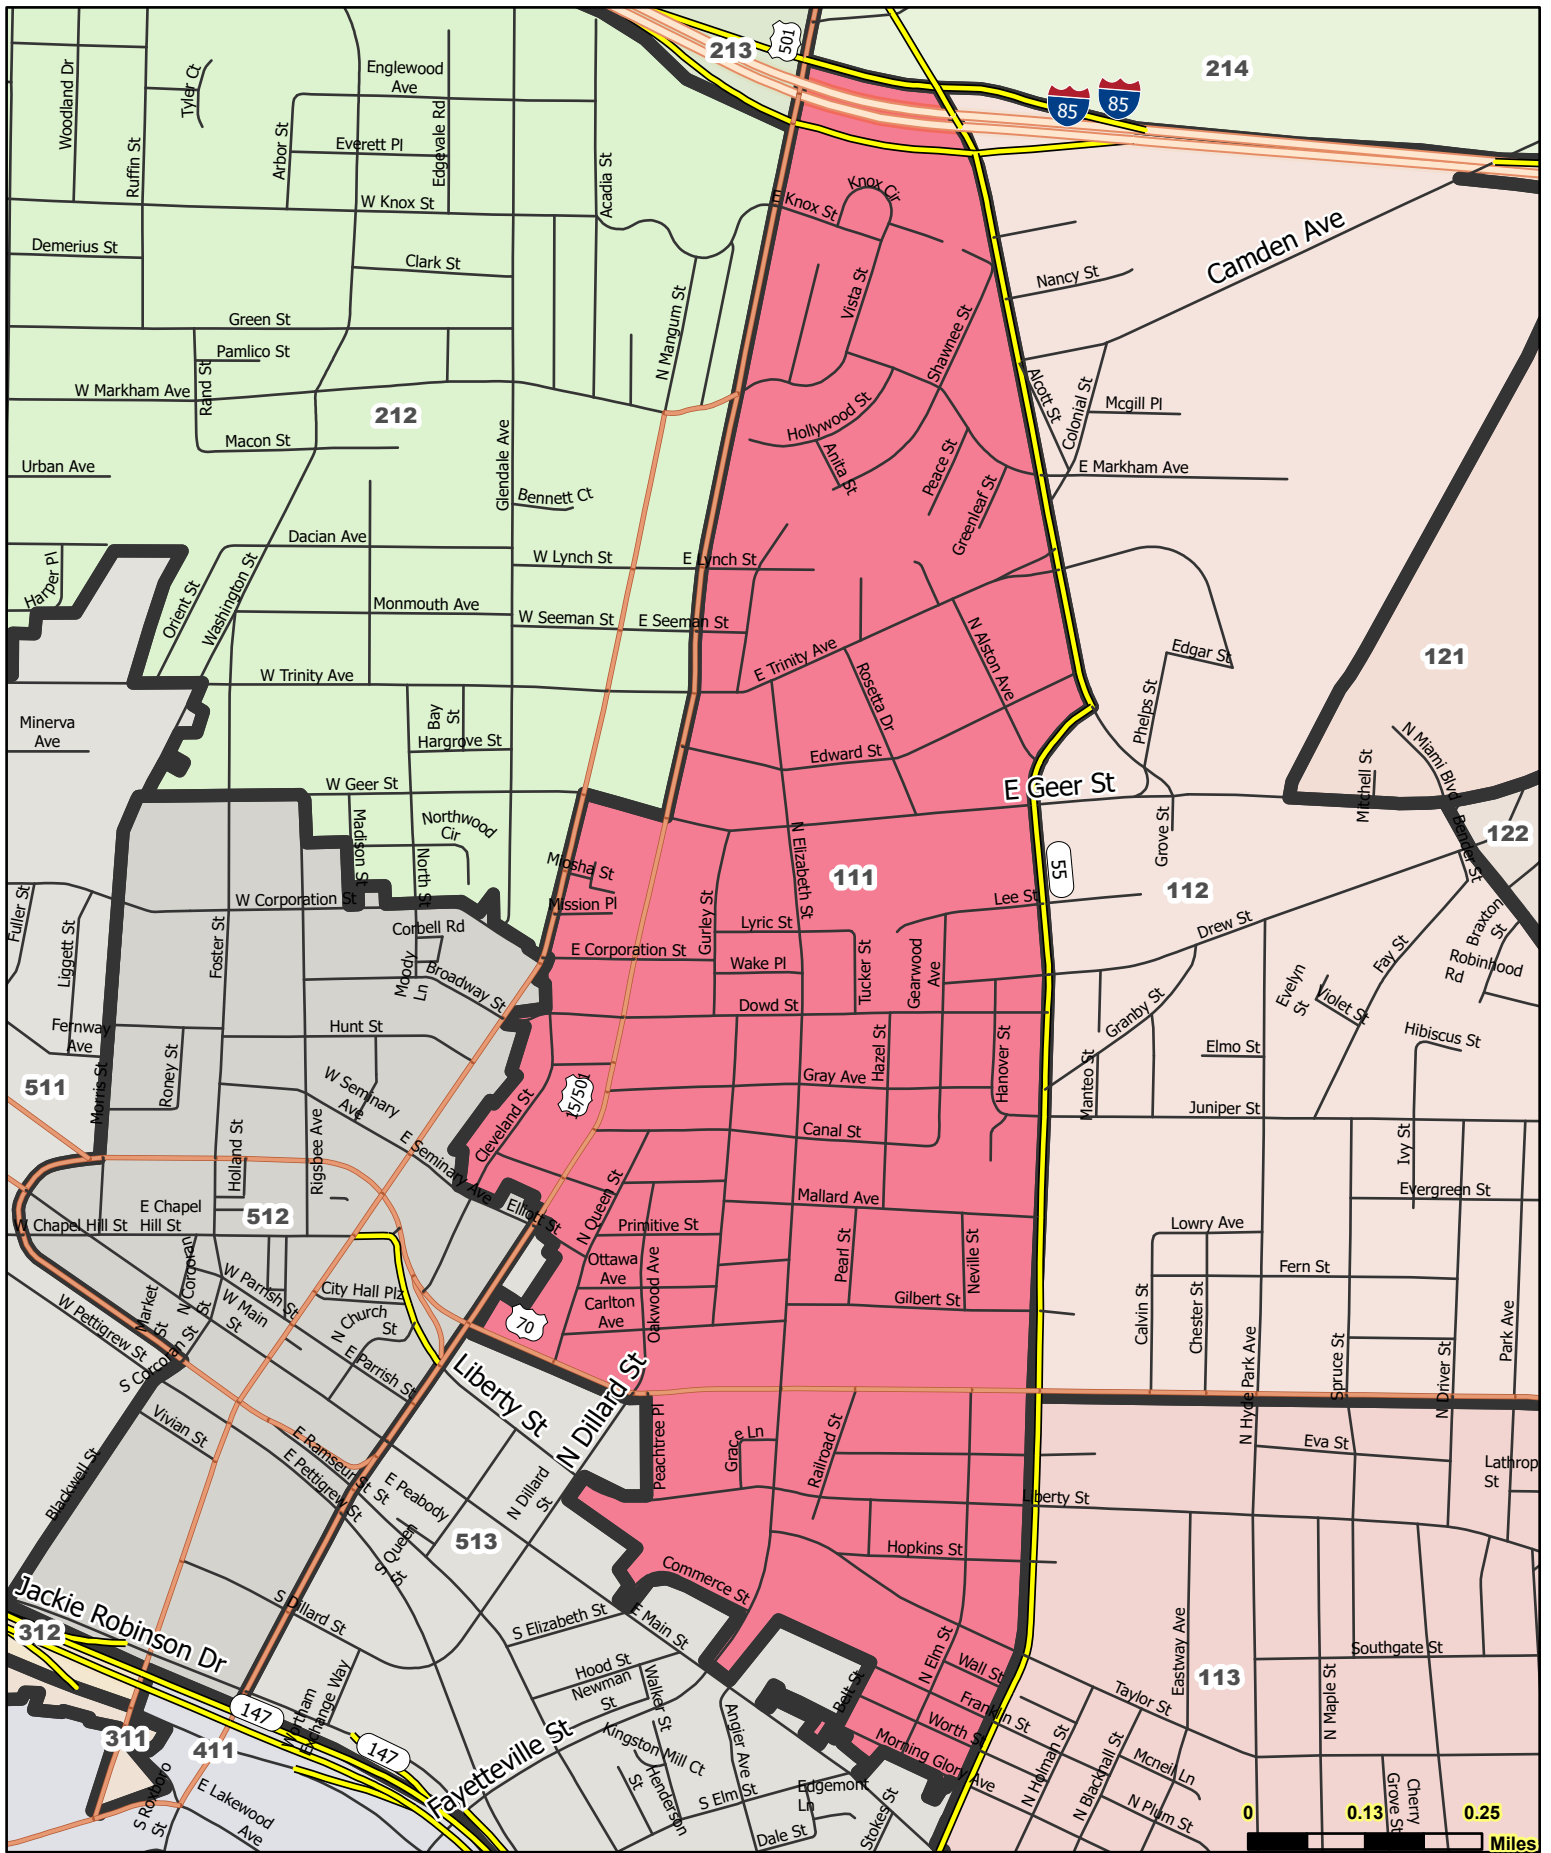 213
501
214
85
85
Woodland Dr
Tyler Ct
Englewood
Ave
Ruffin St
Arbor St
Everett Pl
Edgevale Rd
Acadia St
Knox Cir
E Knox St
W Knox St
Demerius St
Clark St
Camden Ave
Nancy St
Vista St
N Mangum St
Green St
Pamlico St
Rand St
W Markham Ave
Shawnee St
212
Alcott St
Colonial St
Mcgill Pl
Hollywood St
Anita St
Macon St
Glendale Ave
Urban Ave
Peace St
E Markham Ave
Bennett Ct
Greenleaf St
Dacian Ave
W Lynch St
E Lynch St
Harper Pl
Orient St
Washington St
Monmouth Ave
W Seeman St
E Seeman St
N Alston Ave
Edgar St
121
E Trinity Ave
W Trinity Ave
Rosetta Dr
Phelps St
Minerva
Ave
Bay
St
Hargrove St
Edward St
N Miami Blvd
Mitchell St
W Geer St
E Geer St
Madison St
Northwood
Cir
North St
Miosha St
N Elizabeth St
Grove St
Bender St
122
111
55
112
Fuller St
W Corporation St
Mission Pl
Lee St
Gurley St
Lyric St
Drew St
Braxton
St
Liggett St
Foster St
Corbell Rd
Moody
Ln
Broadway St
E Corporation St
Wake Pl
Tucker St
Gearwood
Ave
Fay St
Robinhood
Rd
Evelyn
St
Violet St
Dowd St
Granby St
Fernway
Ave
Hunt St
Hibiscus St
Elmo St
Roney St
Hazel St
Hanover St
511
Morris St
W Seminary
Ave
15/501
Gray Ave
Manteo St
Juniper St
Cleveland St
Canal St
Holland St
Rigsbee Ave
E Seminary Ave
Ivy St
Evergreen St
E Chapel
Hill St
W Chapel Hill St
512
Elliott St
N Queen St
Mallard Ave
Primitive St
Lowry Ave
Ottawa
Ave
Oakwood Ave
Pearl St
Neville St
Fern St
N Corcoran
St
W Parrish St
City Hall Plz
W Main
St
Market
St
N Church
St
Carlton
Ave
Gilbert St
70
Calvin St
Chester St
Park Ave
W Pettigrew St
S Corcoran St
E Parrish St
Liberty St
N Dillard St
N Hyde Park Ave
Spruce St
N Driver St
Vivian St
Peachtree Pl
Grace Ln
Railroad St
Eva St
Lathrop
St
E Ramseur St
E Pettigrew St
E Peabody
St
Blackwell St
N Dillard
St
Liberty St
513
S Queen
St
Hopkins St
Commerce St
Jackie Robinson Dr
S Dillard St
S Elizabeth St
E Main St
312
Hood St
Newman
St
Walker St
N Elm St
Wall St
Eastway Ave
Southgate St
113
Belt St
Taylor St
Franklin St
Worth St
N Maple St
147
Wortham
Exchange Way
Angier Ave
311
411
147
Fayetteville St
Kingston Mill Ct
Morning Glory Ave
N Holman St
N Blacknall St
Mcneil Ln
Henderson
St
S Elm St
Edgemont
Ln
N Plum St
Cherry
Grove St
S Roxboro
St
E Lakewood
Ave
Dale St
Stokes St
0 0.13 0.25
Miles